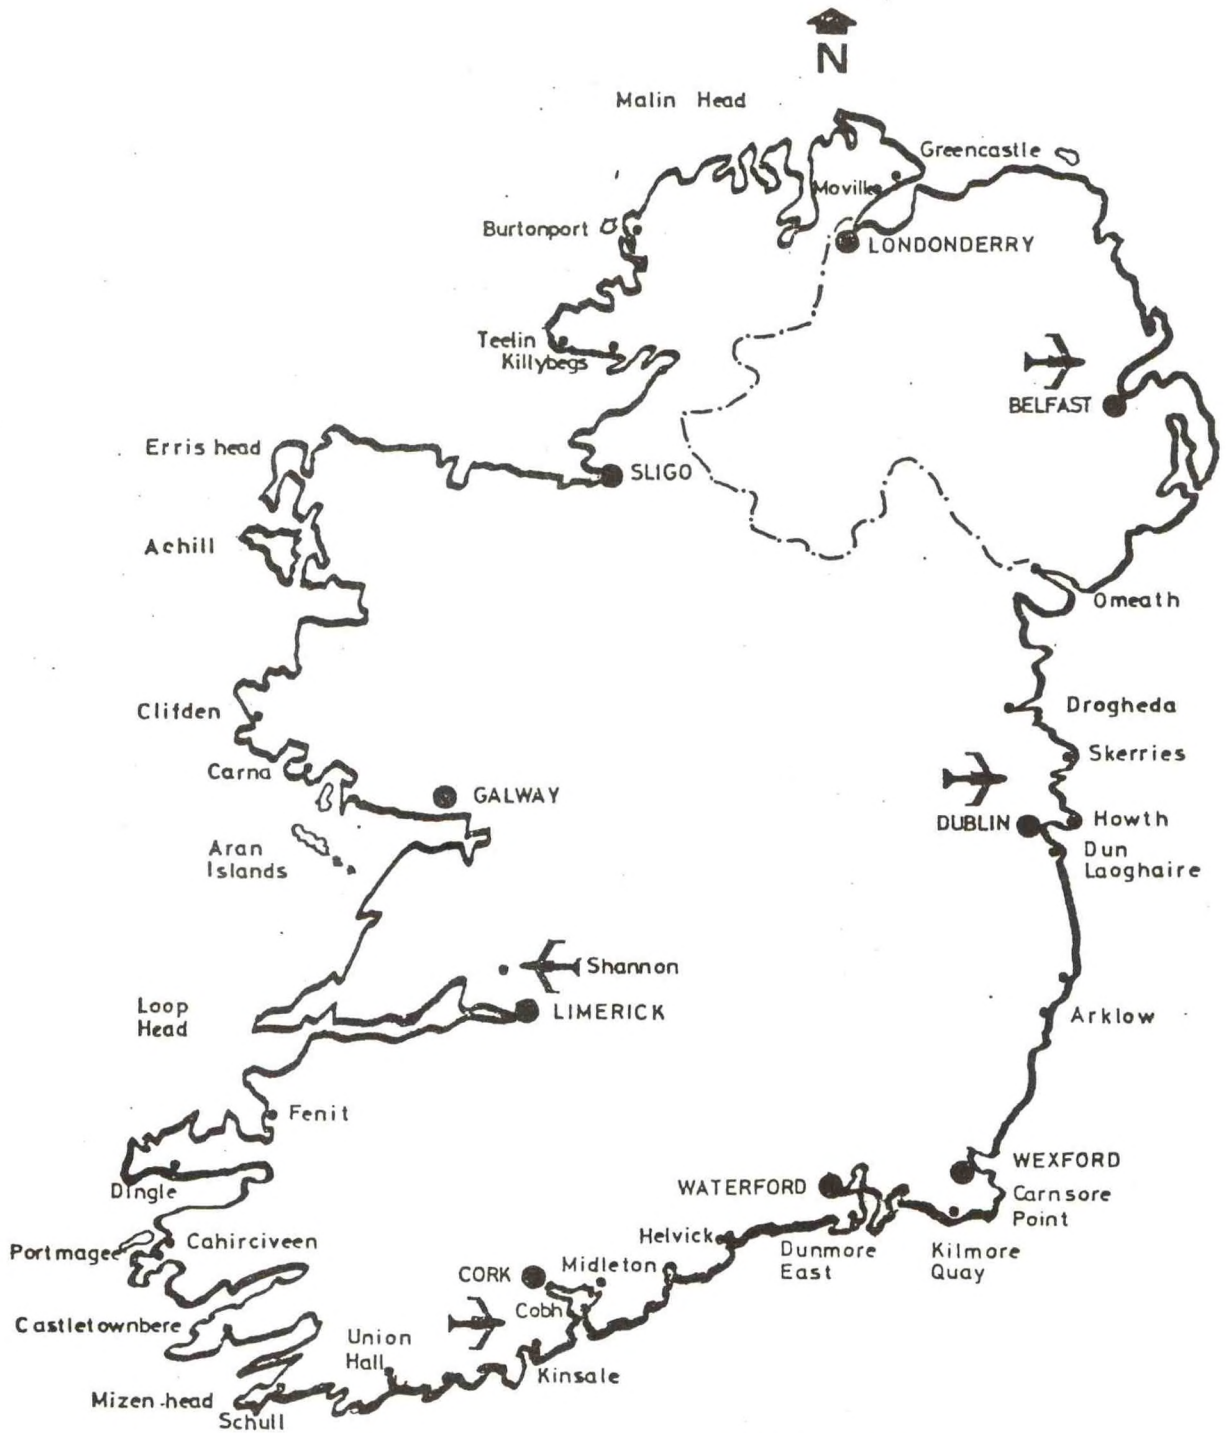 N
Malin Head
Greencastle
Moville
Burtonport
LONDONDERRY
Teelin
Killybegs
BELFAST
Erris head
SLIGO
Achill
Omeath
Clifden
Drogheda
Skerries
Carna
GALWAY
DUBLIN
Howth
Aran
Islands
Dun
Laoghaire
Shannon
Loop
Head
LIMERICK
Arklow
Fenit
WEXFORD
WATERFORD
Dingle
Carnsore
Point
Portmagee
Cahirciveen
Helvick
Dunmore
East
Kilmore
Quay
CORK
Midleton
Cobh
Castletownbere
Union
Hall
Kinsale
Mizen-head
Schull